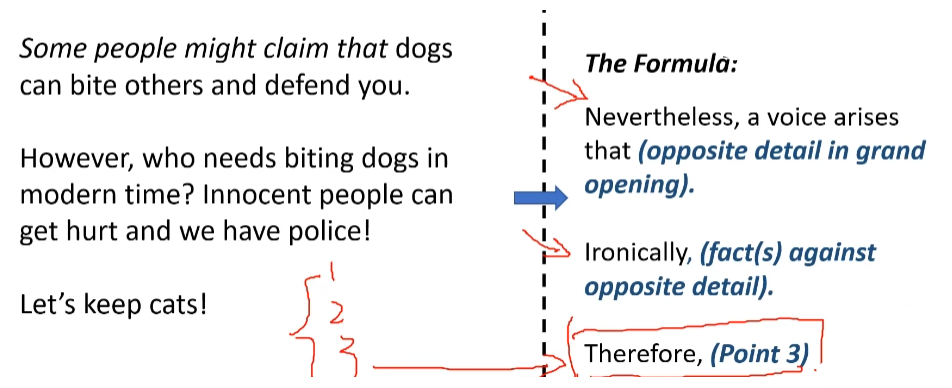 Some people might claim that dogs
can bite others and defend you.
However, who needs biting dogs in
modern time? Innocent people can
get hurt and we have police!
Let's keep cats!
1
2
3
The Formula:
Nevertheless, a voice arises
that (opposite detail in grand
opening).
Ironically, (fact(s) against
opposite detail).
Therefore, (Point 3)